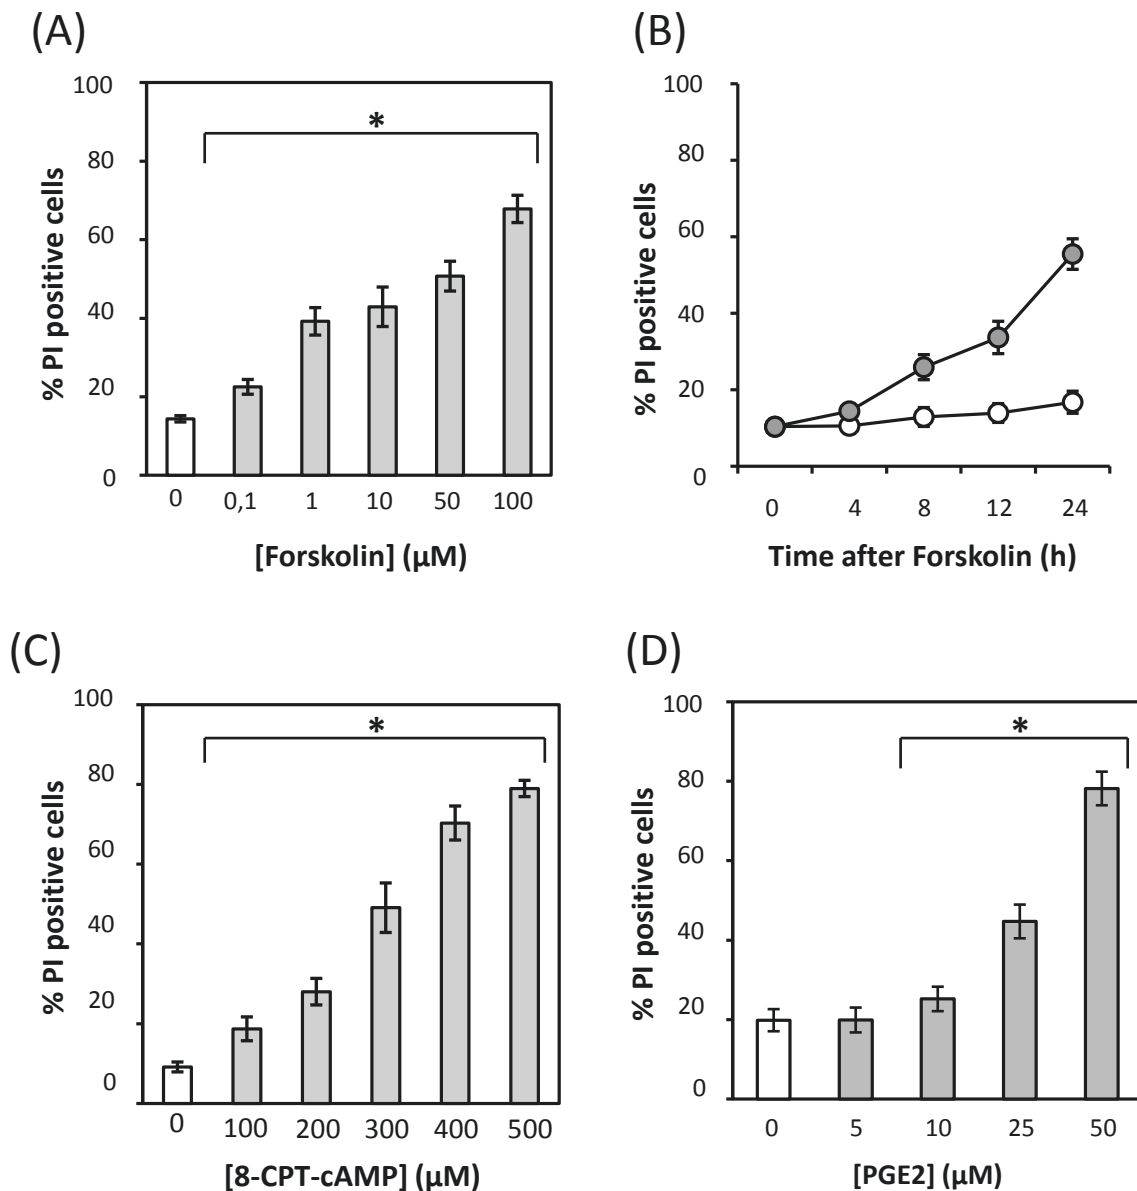 (A)
% PI positive cells
100
80
60
40
20
0
*
0 0,1 1 10 50 100
[Forskolin] (µM)
(B)
% PI positive cells
100
80
60
40
20
0
0 4 8 12 24
Time after Forskolin (h)
(C)
% PI positive cells
100
80
60
40
20
0
*
0 100 200 300 400 500
[8-CPT-cAMP] (µM)
(D)
% PI positive cells
100
80
60
40
20
0
*
0 5 10 25 50
[PGE2] (µM)